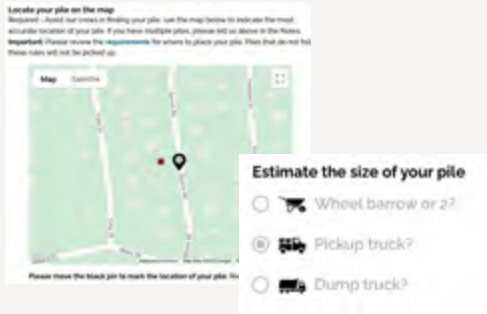 Locate your pile on the map
Required - Assist our crews in finding your pile, use the map below to indicate the most
accurate location of your pile. If you have multiple piles, please let us above in the Notes.
Important: Please review the requirements for where to place your pile. Piles that do not fol
these rules will not be picked up.
Map Satellite
Please move the black pin to mark the location of your pile.
Estimate the size of your pile
Wheel barrow or 2?
Pickup truck?
Dump truck?